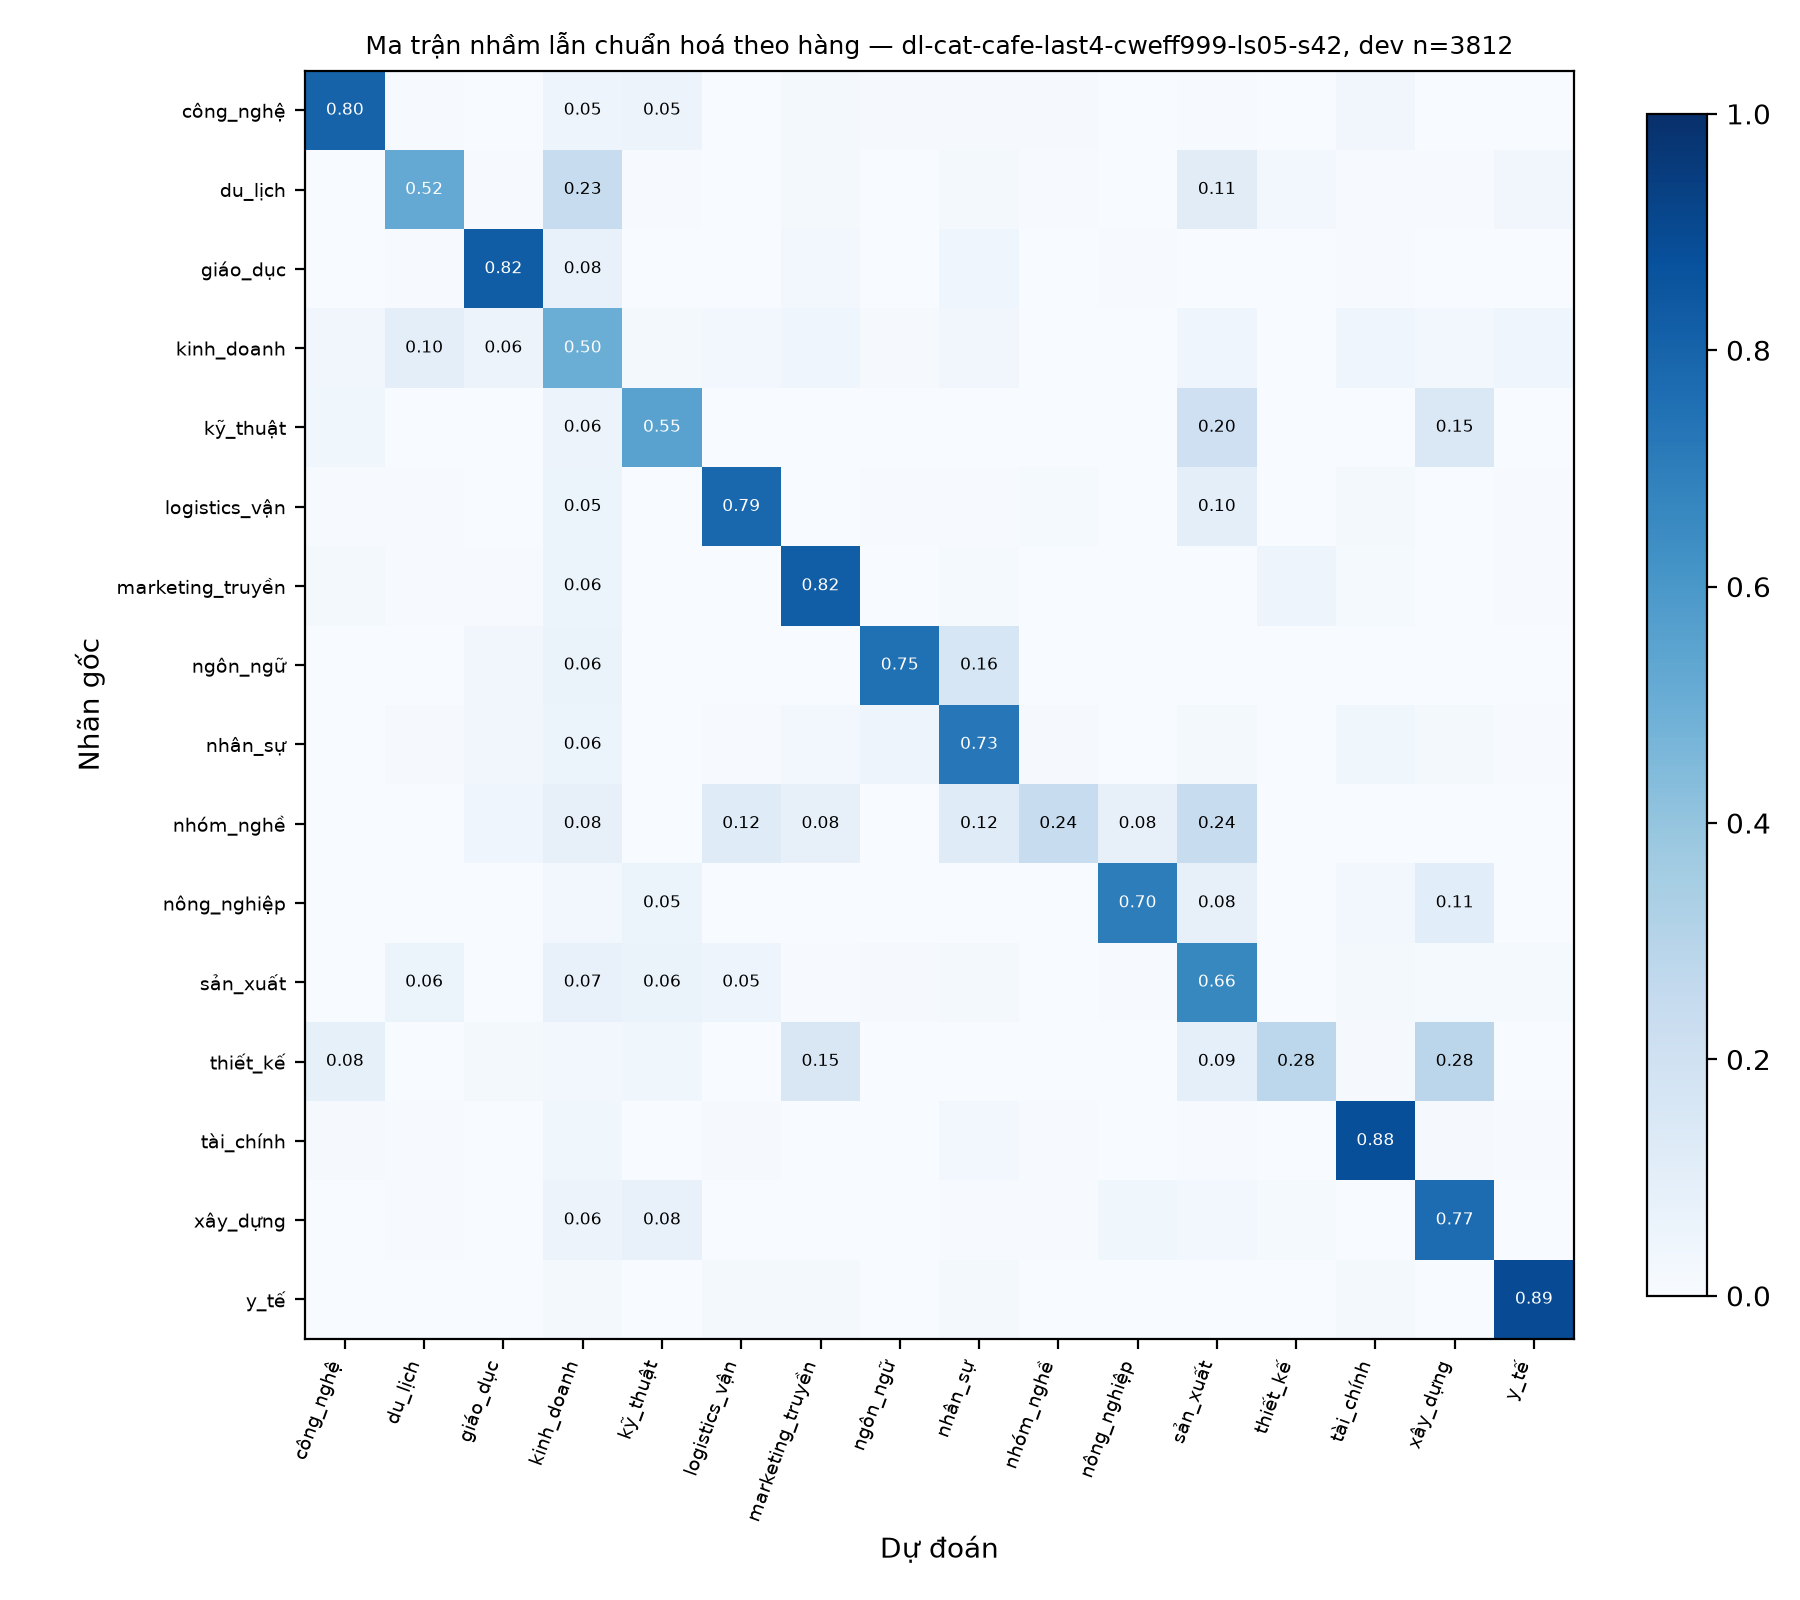 Ma trận nhầm lẫn chuẩn hoá theo hàng — dl-cat-cafe-last4-cweff999-ls05-s42, dev n=3812
công_nghệ 0.80 0.05 0.05
du_lịch 0.52 0.23 0.11
giáo_dục 0.82 0.08
kinh_doanh 0.10 0.06 0.50
kỹ_thuật 0.06 0.55 0.20 0.15
logistics_vận 0.05 0.79 0.10
marketing_truyền 0.06 0.82
ngôn_ngữ 0.06 0.75 0.16
nhân_sự 0.06 0.73
nhóm_nghề 0.08 0.12 0.08 0.12 0.24 0.08 0.24
nông_nghiệp 0.05 0.70 0.08 0.11
sản_xuất 0.06 0.07 0.06 0.05 0.66
thiết_kế 0.08 0.15 0.09 0.28 0.28
tài_chính 0.88
xây_dựng 0.06 0.08 0.77
y_tế 0.89
Nhãn gốc
công_nghệ du_lịch giáo_dục kinh_doanh kỹ_thuật logistics_vận marketing_truyền ngôn_ngữ nhân_sự nhóm_nghề nông_nghiệp sản_xuất thiết_kế tài_chính xây_dựng y_tế
Dự đoán
1.0
0.8
0.6
0.4
0.2
0.0